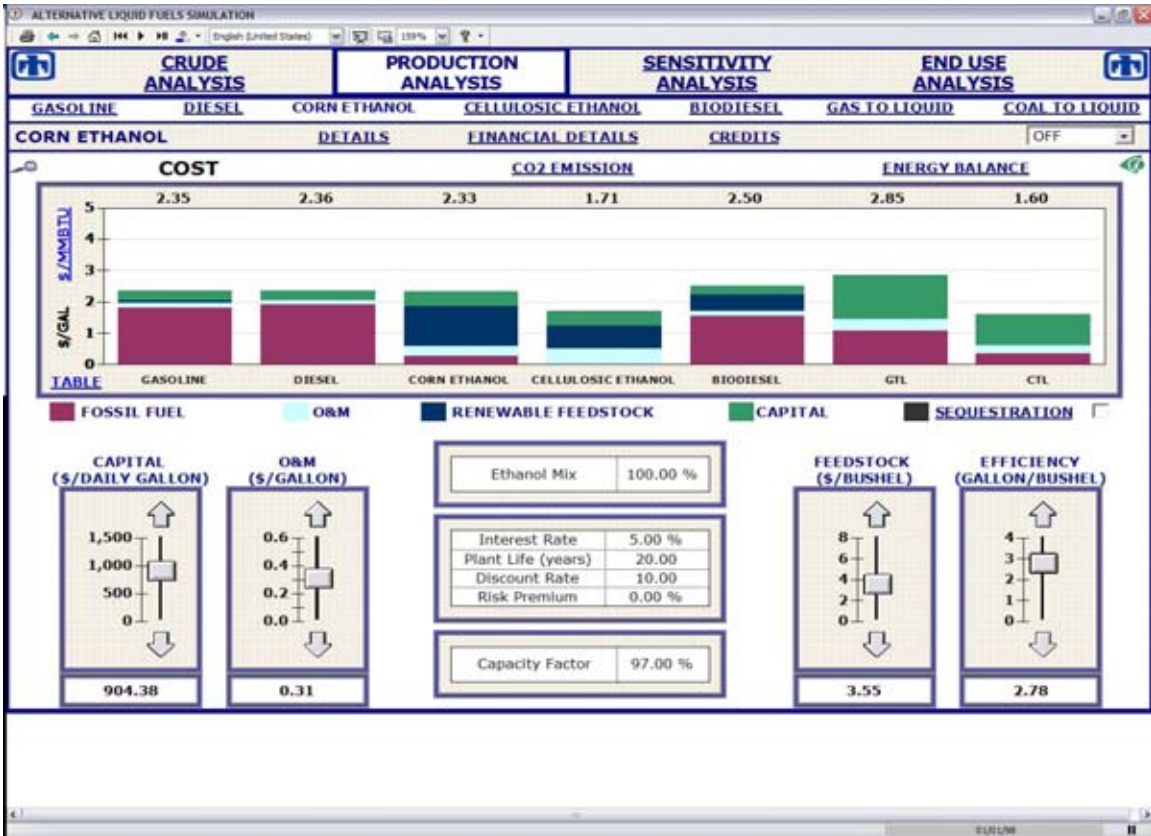 ALTERNATIVE LIQUID FUELS SIMULATION
English (United States) 159%
CRUDE ANALYSIS PRODUCTION ANALYSIS SENSITIVITY ANALYSIS END USE ANALYSIS
GASOLINE DIESEL CORN ETHANOL CELLULOSIC ETHANOL BIODIESEL GAS TO LIQUID COAL TO LIQUID
CORN ETHANOL DETAILS FINANCIAL DETAILS CREDITS OFF
COST CO2 EMISSION ENERGY BALANCE
2.35 2.36 2.33 1.71 2.50 2.85 1.60
$/MMBTU
$/GAL
5
4
3
2
1
0
TABLE GASOLINE DIESEL CORN ETHANOL CELLULOSIC ETHANOL BIODIESEL GTL CTL
FOSSIL FUEL O&M RENEWABLE FEEDSTOCK CAPITAL SEQUESTRATION
CAPITAL
($/DAILY GALLON)
1,500
1,000
500
0
904.38
O&M
($/GALLON)
0.6
0.4
0.2
0.0
0.31
Ethanol Mix 100.00 %
Interest Rate 5.00 %
Plant Life (years) 20.00
Discount Rate 10.00
Risk Premium 0.00 %
Capacity Factor 97.00 %
FEEDSTOCK
($/BUSHEL)
8
6
4
2
0
3.55
EFFICIENCY
(GALLON/BUSHEL)
4
3
2
1
0
2.78